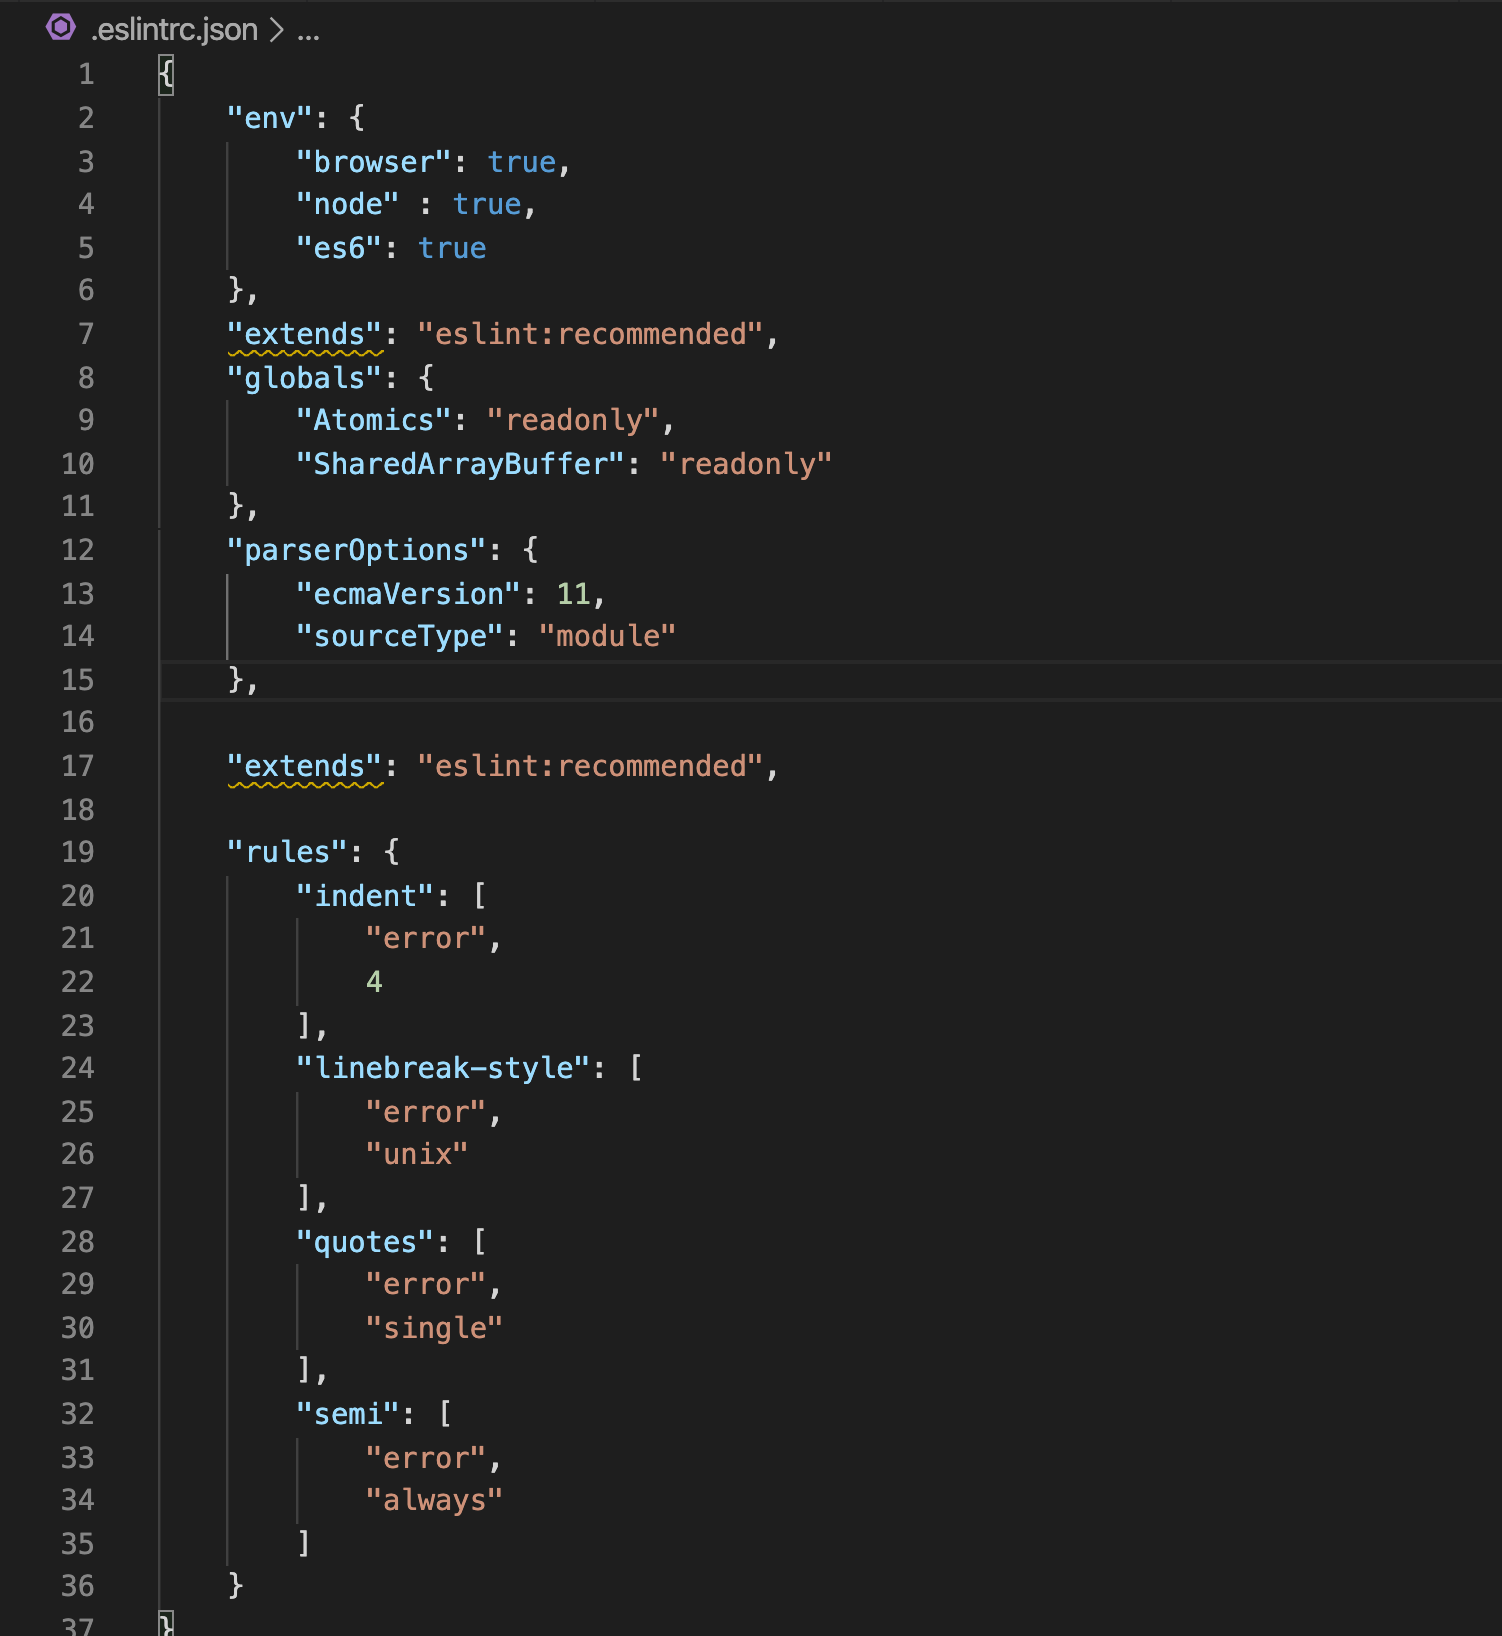 .eslintrc.json > ...
1 {
2     "env": {
3         "browser": true,
4         "node" : true,
5         "es6": true
6     },
7     "extends": "eslint:recommended",
8     "globals": {
9         "Atomics": "readonly",
10         "SharedArrayBuffer": "readonly"
11     },
12     "parserOptions": {
13         "ecmaVersion": 11,
14         "sourceType": "module"
15     },
16
17     "extends": "eslint:recommended",
18
19     "rules": {
20         "indent": [
21             "error",
22             4
23         ],
24         "linebreak-style": [
25             "error",
26             "unix"
27         ],
28         "quotes": [
29             "error",
30             "single"
31         ],
32         "semi": [
33             "error",
34             "always"
35         ]
36     }
37 }